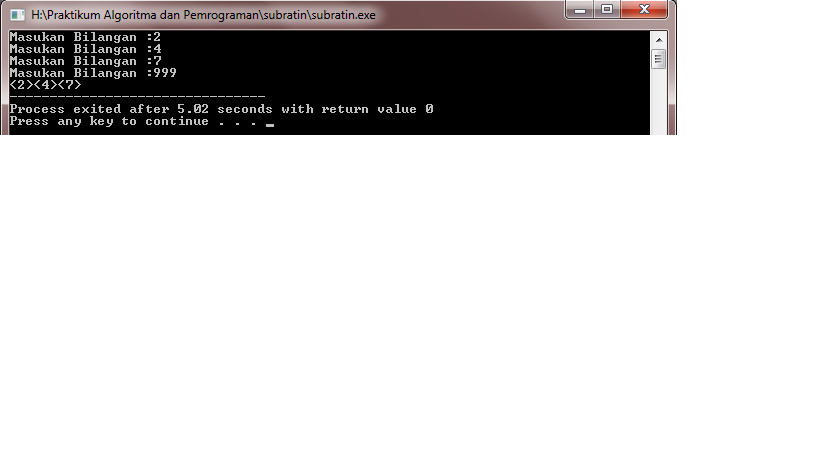 H:\Praktikum Algoritma dan Pemrograman\subratin\subratin.exe
Masukan Bilangan :2
Masukan Bilangan :4
Masukan Bilangan :7
Masukan Bilangan :999
<2><4><7>
--------------------------------
Process exited after 5.02 seconds with return value 0
Press any key to continue . . . _